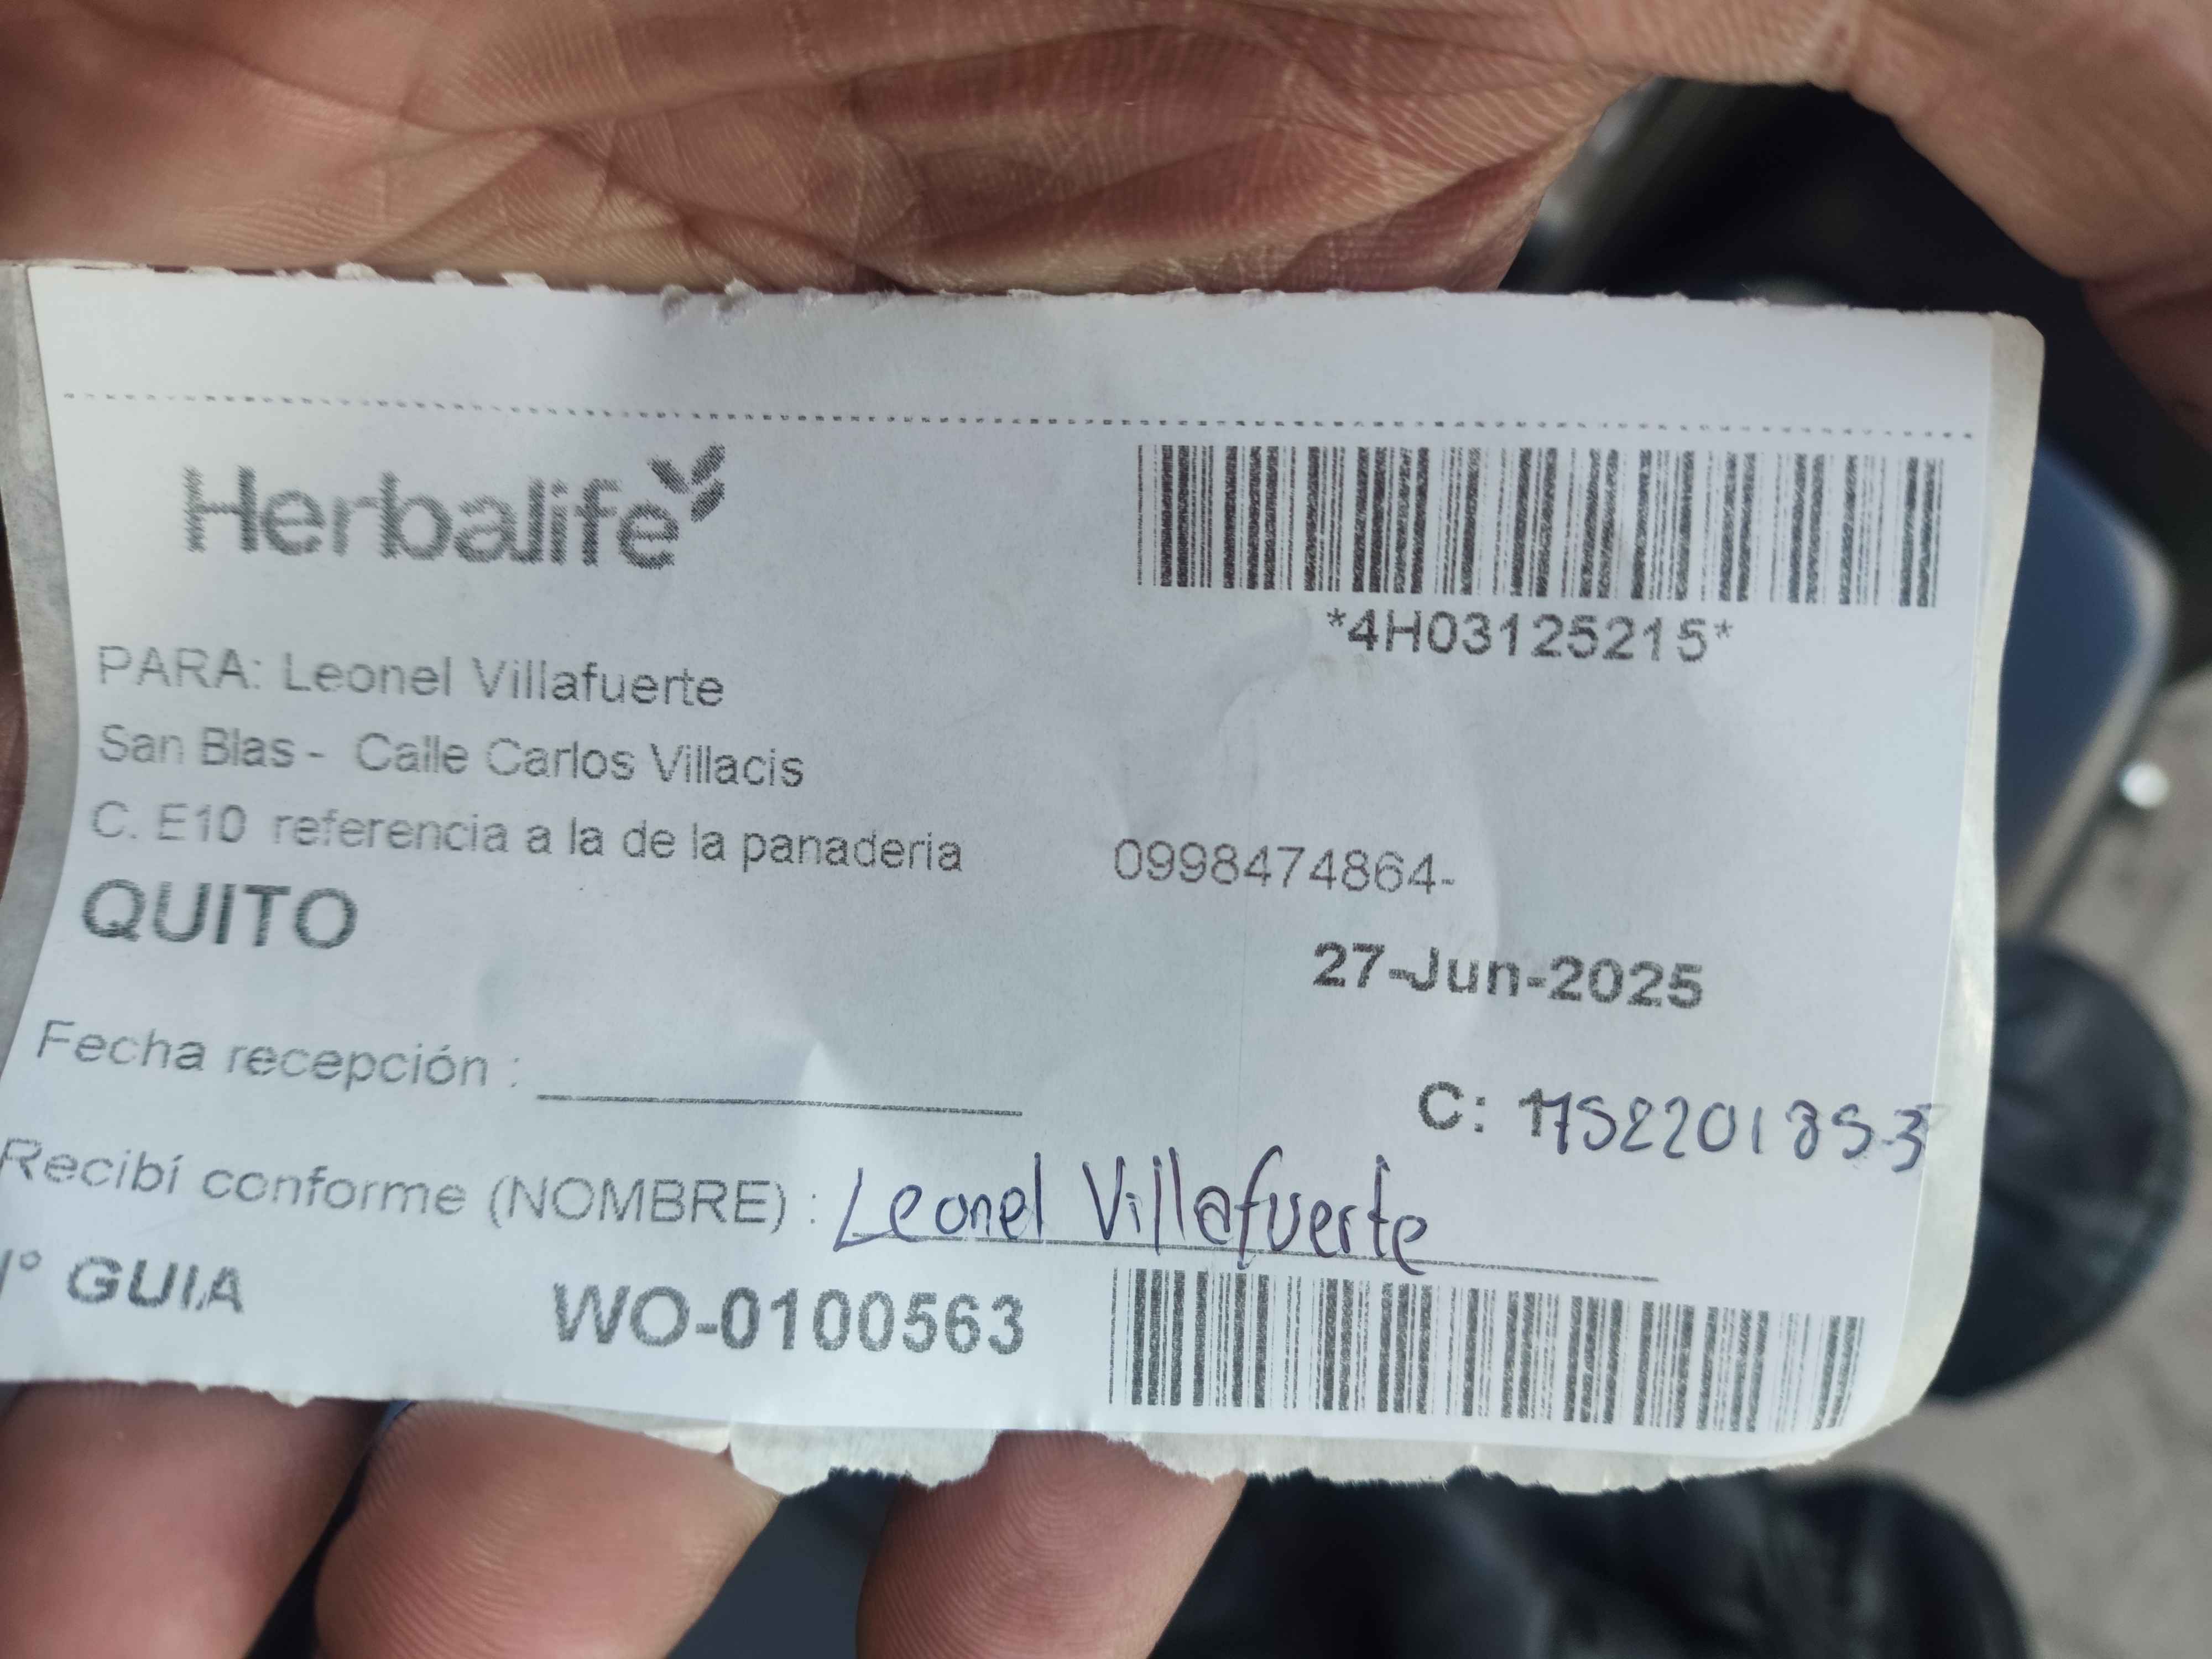 Herbalife
*4H03125215*
PARA: Leonel Villafuerte
San Blas - Calle Carlos Villacis
C. E10 referencia a la de la panaderia 0998474864-
QUITO
27-Jun-2025
Fecha recepción :
C:
Recibí conforme (NOMBRE) : Leonel Villafuerte
GUIA WO-0100563